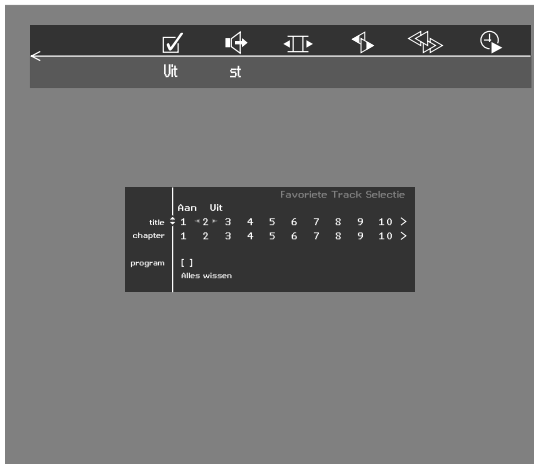 Uit st
Favoriete Track Selectie
Aan Uit
title 1 2 3 4 5 6 7 8 9 10 >
chapter 1 2 3 4 5 6 7 8 9 10 >
program [ ]
Alles wissen